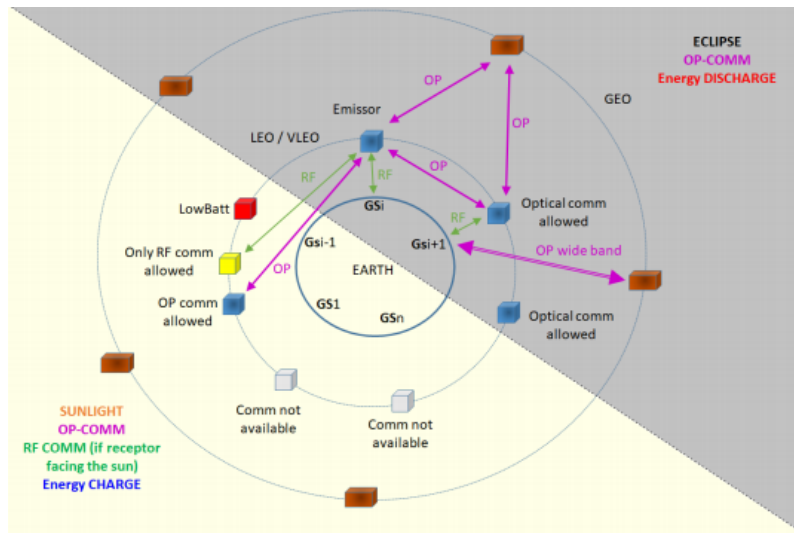 ECLIPSE
OP-COMM
Energy DISCHARGE
GEO
OP
Emissor
LEO / VLEO
OP
OP
RF
RF
LowBatt
GSi
RF
Optical comm
allowed
Gsi-1
Gsi+1
Only RF comm
allowed
OP
EARTH
OP wide band
OP comm
allowed
GS1
GSn
Optical comm
allowed
Comm not
available
Comm not
available
SUNLIGHT
OP-COMM
RF COMM (if receptor
facing the sun)
Energy CHARGE